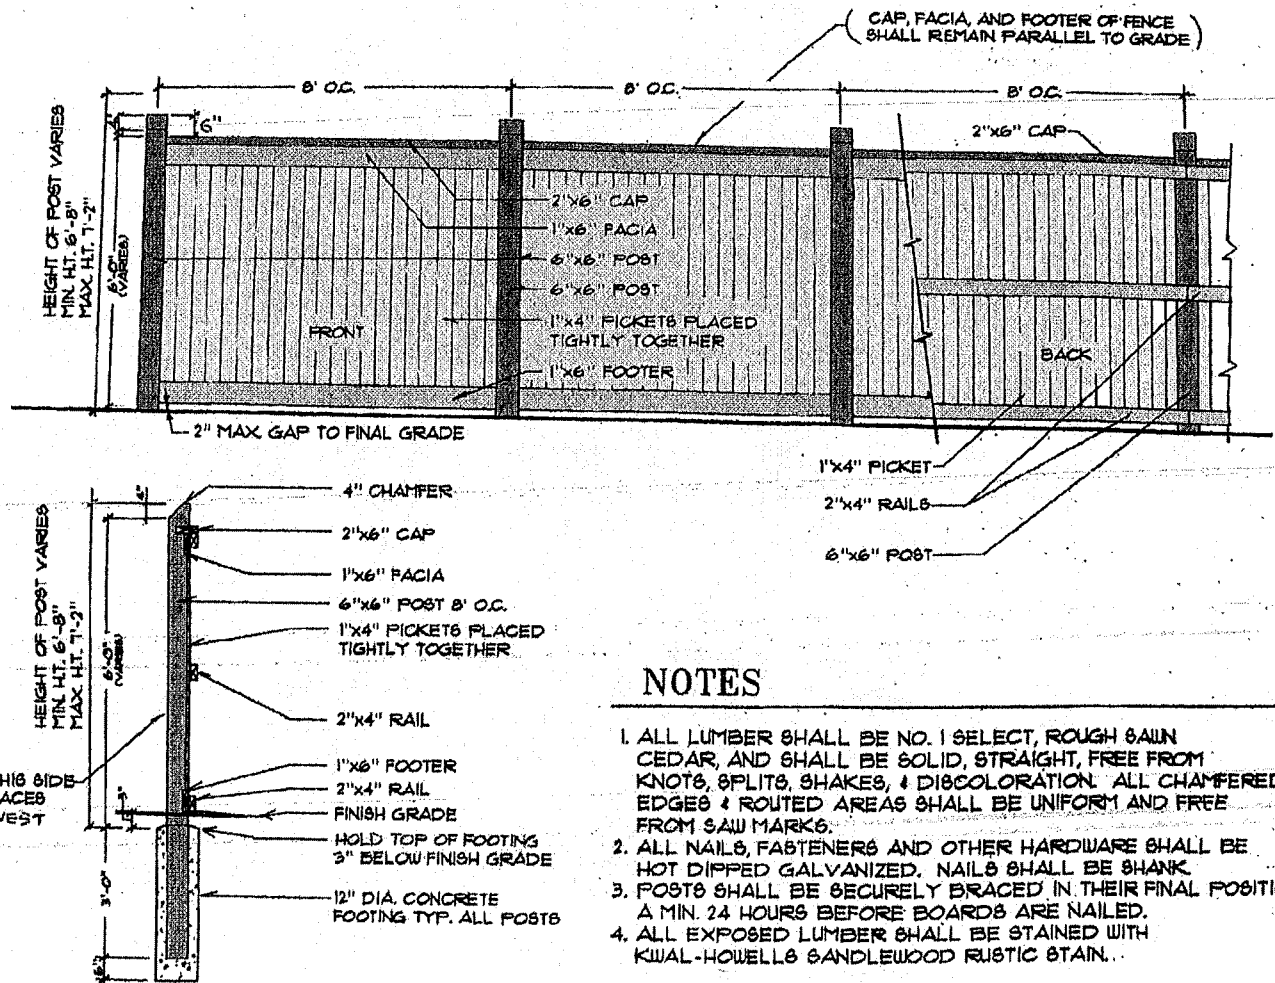 ( CAP, FACIA, AND FOOTER OF FENCE
SHALL REMAIN PARALLEL TO GRADE )
8' O.C.
8' O.C.
8' O.C.
HEIGHT OF POST VARIES
MIN. HT. 6'-8"
MAX. HT. 7'-2"
4"
6"
6'-0"
(VARIES)
2"x6" CAP
2"x6" CAP
1"x6" FACIA
6"x6" POST
6"x6" POST
1"x4" PICKETS PLACED
TIGHTLY TOGETHER
1"x6" FOOTER
FRONT
BACK
2" MAX. GAP TO FINAL GRADE
1"x4" PICKET
2"x4" RAILS
6"x6" POST
HEIGHT OF POST VARIES
MIN. HT. 6'-8"
MAX. HT. 7'-2"
4"
6'-0"
(VARIES)
4" CHAMFER
2"x6" CAP
1"x6" FACIA
6"x6" POST 8' O.C.
1"x4" PICKETS PLACED
TIGHTLY TOGETHER
2"x4" RAIL
1"x6" FOOTER
2"x4" RAIL
FINISH GRADE
HOLD TOP OF FOOTING
3" BELOW FINISH GRADE
12" DIA. CONCRETE
FOOTING TYP. ALL POSTS
HIS SIDE
ACES
VEST
3'-0"
6"
NOTES
1. ALL LUMBER SHALL BE NO. 1 SELECT, ROUGH SAWN
CEDAR, AND SHALL BE SOLID, STRAIGHT, FREE FROM
KNOTS, SPLITS, SHAKES, & DISCOLORATION. ALL CHAMFERED
EDGES & ROUTED AREAS SHALL BE UNIFORM AND FREE
FROM SAW MARKS.
2. ALL NAILS, FASTENERS AND OTHER HARDWARE SHALL BE
HOT DIPPED GALVANIZED. NAILS SHALL BE SHANK.
3. POSTS SHALL BE SECURELY BRACED IN THEIR FINAL POSITI
A MIN. 24 HOURS BEFORE BOARDS ARE NAILED.
4. ALL EXPOSED LUMBER SHALL BE STAINED WITH
KWAL-HOWELLS SANDLEWOOD RUSTIC STAIN.